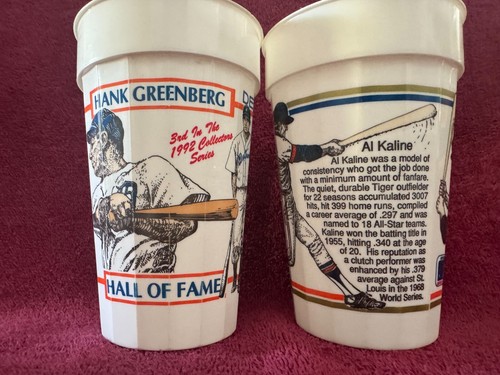 HANK GREENBERG
3rd In The
1992 Collectors
Series
HALL OF FAME
Al Kaline
Al Kaline was a model of
consistency who got the job done
with a minimum amount of fanfare.
The quiet, durable Tiger outfielder
for 22 seasons accumulated 3007
hits, hit 399 home runs, compiled
a career average of .297 and was
named to 18 All-Star teams.
Kaline won the batting title in
1955, hitting .340 at the age
of 20. His reputation as
a clutch performer was
enhanced by his .379
average against St.
Louis in the 1968
World Series.